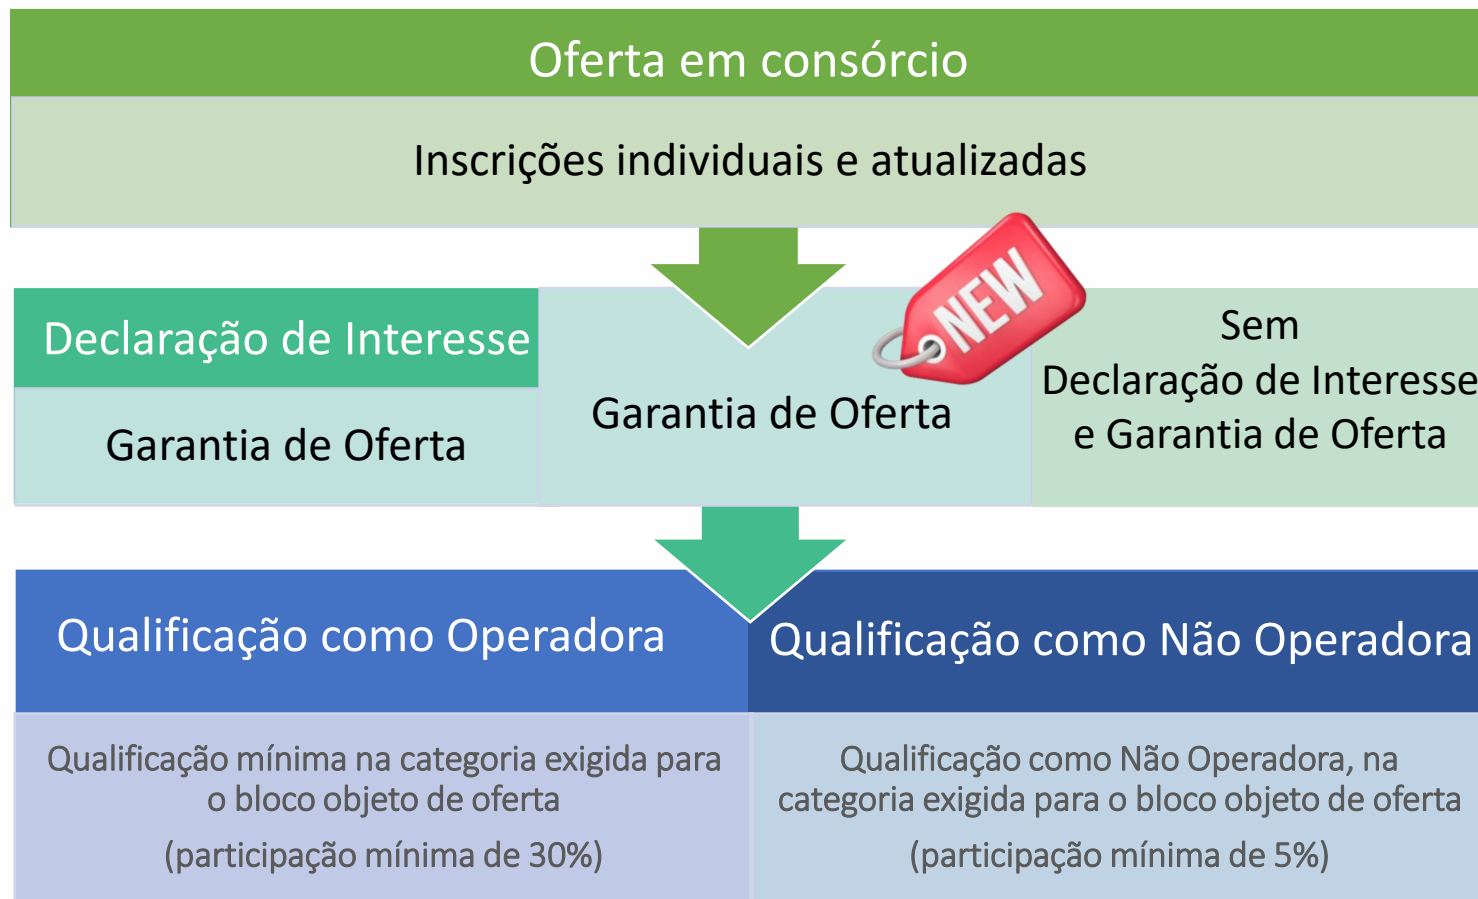 Oferta em consórcio
Inscrições individuais e atualizadas
Declaração de Interesse
Garantia de Oferta
Garantia de Oferta
NEW
Sem
Declaração de Interesse
e Garantia de Oferta
Qualificação como Operadora
Qualificação mínima na categoria exigida para
o bloco objeto de oferta
(participação mínima de 30%)
Qualificação como Não Operadora
Qualificação como Não Operadora, na
categoria exigida para o bloco objeto de oferta
(participação mínima de 5%)